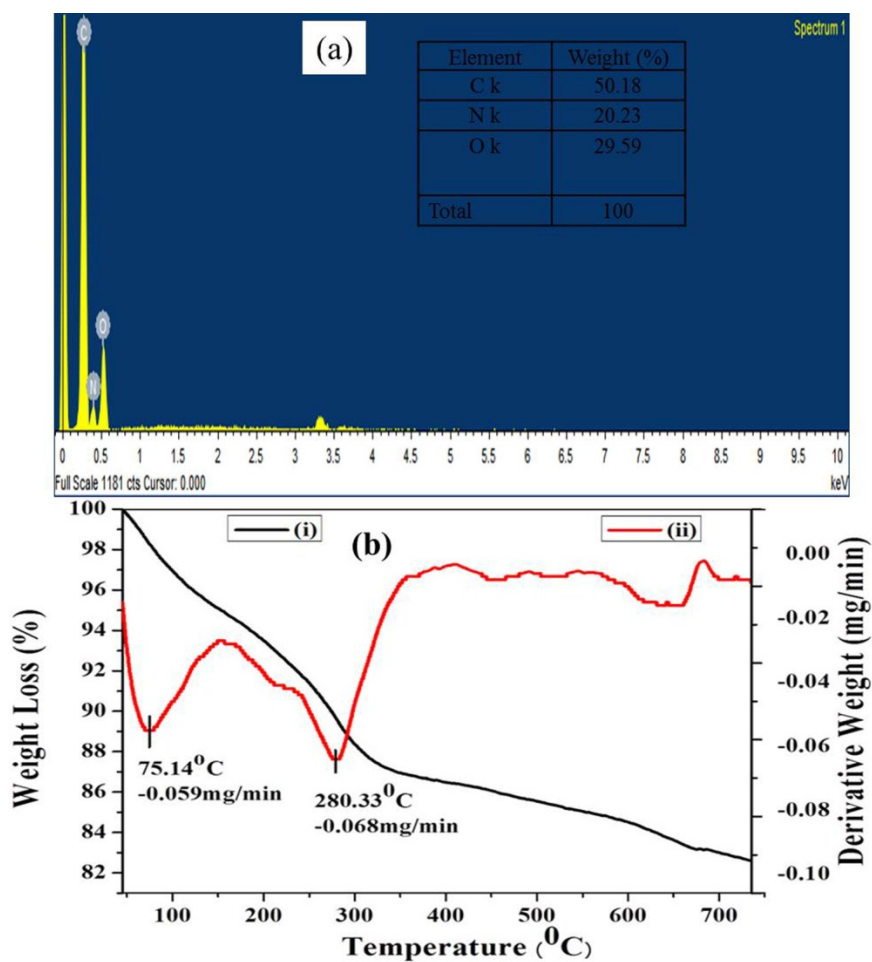 Spectrum 1
(a)
Element Weight (%)
C k 50.18
N k 20.23
O k 29.59
Total 100
C
O
N
0 0.5 1 1.5 2 2.5 3 3.5 4 4.5 5 5.5 6 6.5 7 7.5 8 8.5 9 9.5 10
Full Scale 1181 cts Cursor: 0.000 keV
(i) (b) (ii)
100
98
96
94
92
90
88
86
84
82
Weight Loss (%)
75.14⁰C
-0.059mg/min
280.33⁰C
-0.068mg/min
0.00
-0.02
-0.04
-0.06
-0.08
-0.10
Derivative Weight (mg/min)
100 200 300 400 500 600 700
Temperature (⁰C)